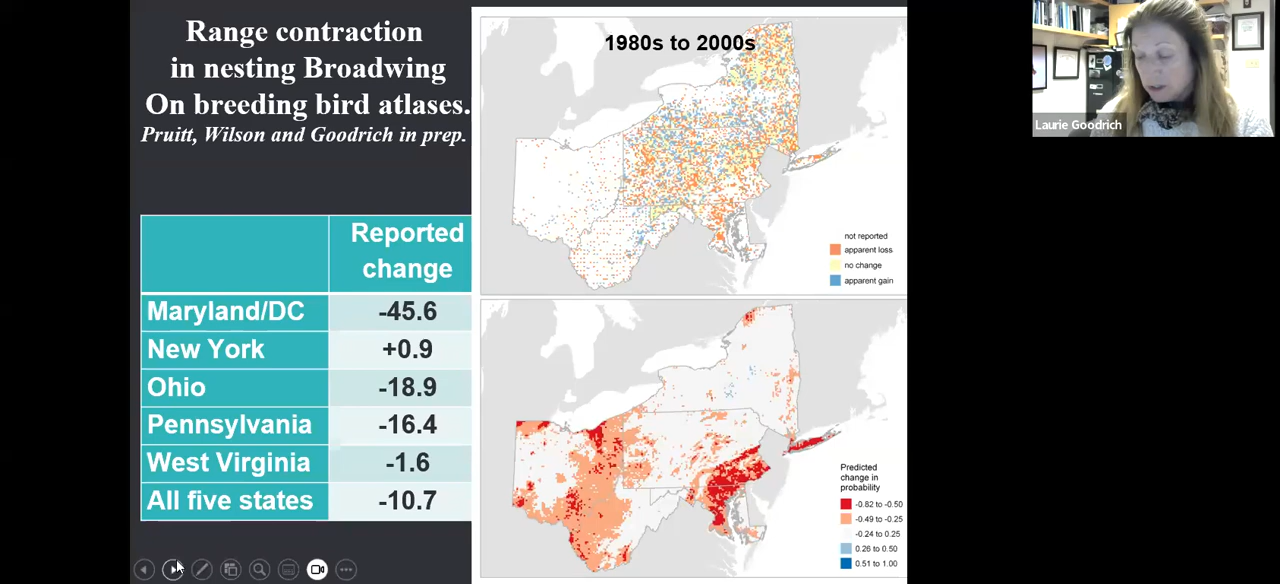 Range contraction
in nesting Broadwing
On breeding bird atlases.
Pruitt, Wilson and Goodrich in prep.
Reported change
Maryland/DC -45.6
New York +0.9
Ohio -18.9
Pennsylvania -16.4
West Virginia -1.6
All five states -10.7
1980s to 2000s
not reported
apparent loss
no change
apparent gain
Predicted
change in
probability
-0.82 to -0.50
-0.49 to -0.25
-0.24 to 0.25
0.26 to 0.50
0.51 to 1.00
Laurie Goodrich